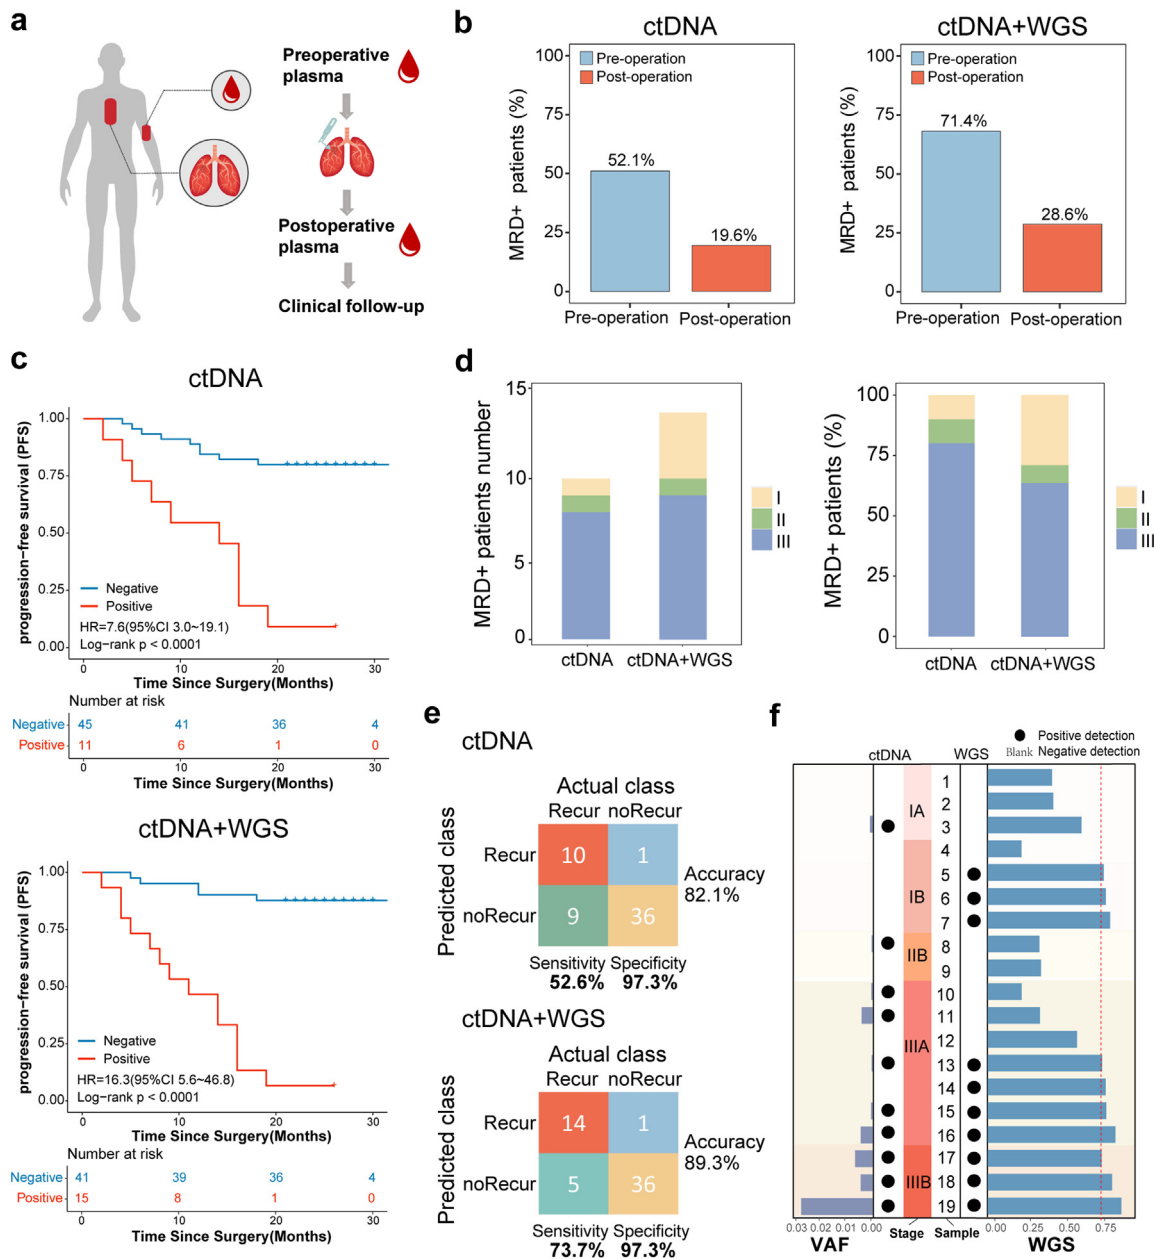 a
Preoperative
plasma
Postoperative
plasma
Clinical follow-up
b
ctDNA
ctDNA+WGS
MRD+ patients (%)
100
75
50
25
0
Pre-operation
Post-operation
52.1%
19.6%
Pre-operation
Post-operation
MRD+ patients (%)
100
75
50
25
0
Pre-operation
Post-operation
71.4%
28.6%
Pre-operation
Post-operation
c
ctDNA
progression-free survival (PFS)
1.00
0.75
0.50
0.25
0.00
Negative
Positive
HR=7.6(95%CI 3.0~19.1)
Log-rank p < 0.0001
0 10 20 30
Time Since Surgery(Months)
Number at risk
Negative 45 41 36 4
Positive 11 6 1 0
0 10 20 30
Time Since Surgery(Months)
ctDNA+WGS
progression-free survival (PFS)
1.00
0.75
0.50
0.25
0.00
Negative
Positive
HR=16.3(95%CI 5.6~46.8)
Log-rank p < 0.0001
0 10 20 30
Time Since Surgery(Months)
Number at risk
Negative 41 39 36 4
Positive 15 8 1 0
0 10 20 30
Time Since Surgery(Months)
d
MRD+ patients number
15
10
5
0
ctDNA ctDNA+WGS
I
II
III
MRD+ patients (%)
100
75
50
25
0
ctDNA ctDNA+WGS
I
II
III
e
ctDNA
Actual class
Recur noRecur
Predicted class
Recur 10 1
noRecur 9 36
Accuracy
82.1%
Sensitivity Specificity
52.6% 97.3%
ctDNA+WGS
Actual class
Recur noRecur
Predicted class
Recur 14 1
noRecur 5 36
Accuracy
89.3%
Sensitivity Specificity
73.7% 97.3%
f
Positive detection
Blank Negative detection
ctDNA WGS
IA
IB
IIB
IIIA
IIIB
1
2
3
4
5
6
7
8
9
10
11
12
13
14
15
16
17
18
19
0.03 0.02 0.01 0.00
0.00 0.25 0.50 0.75
VAF Stage Sample WGS